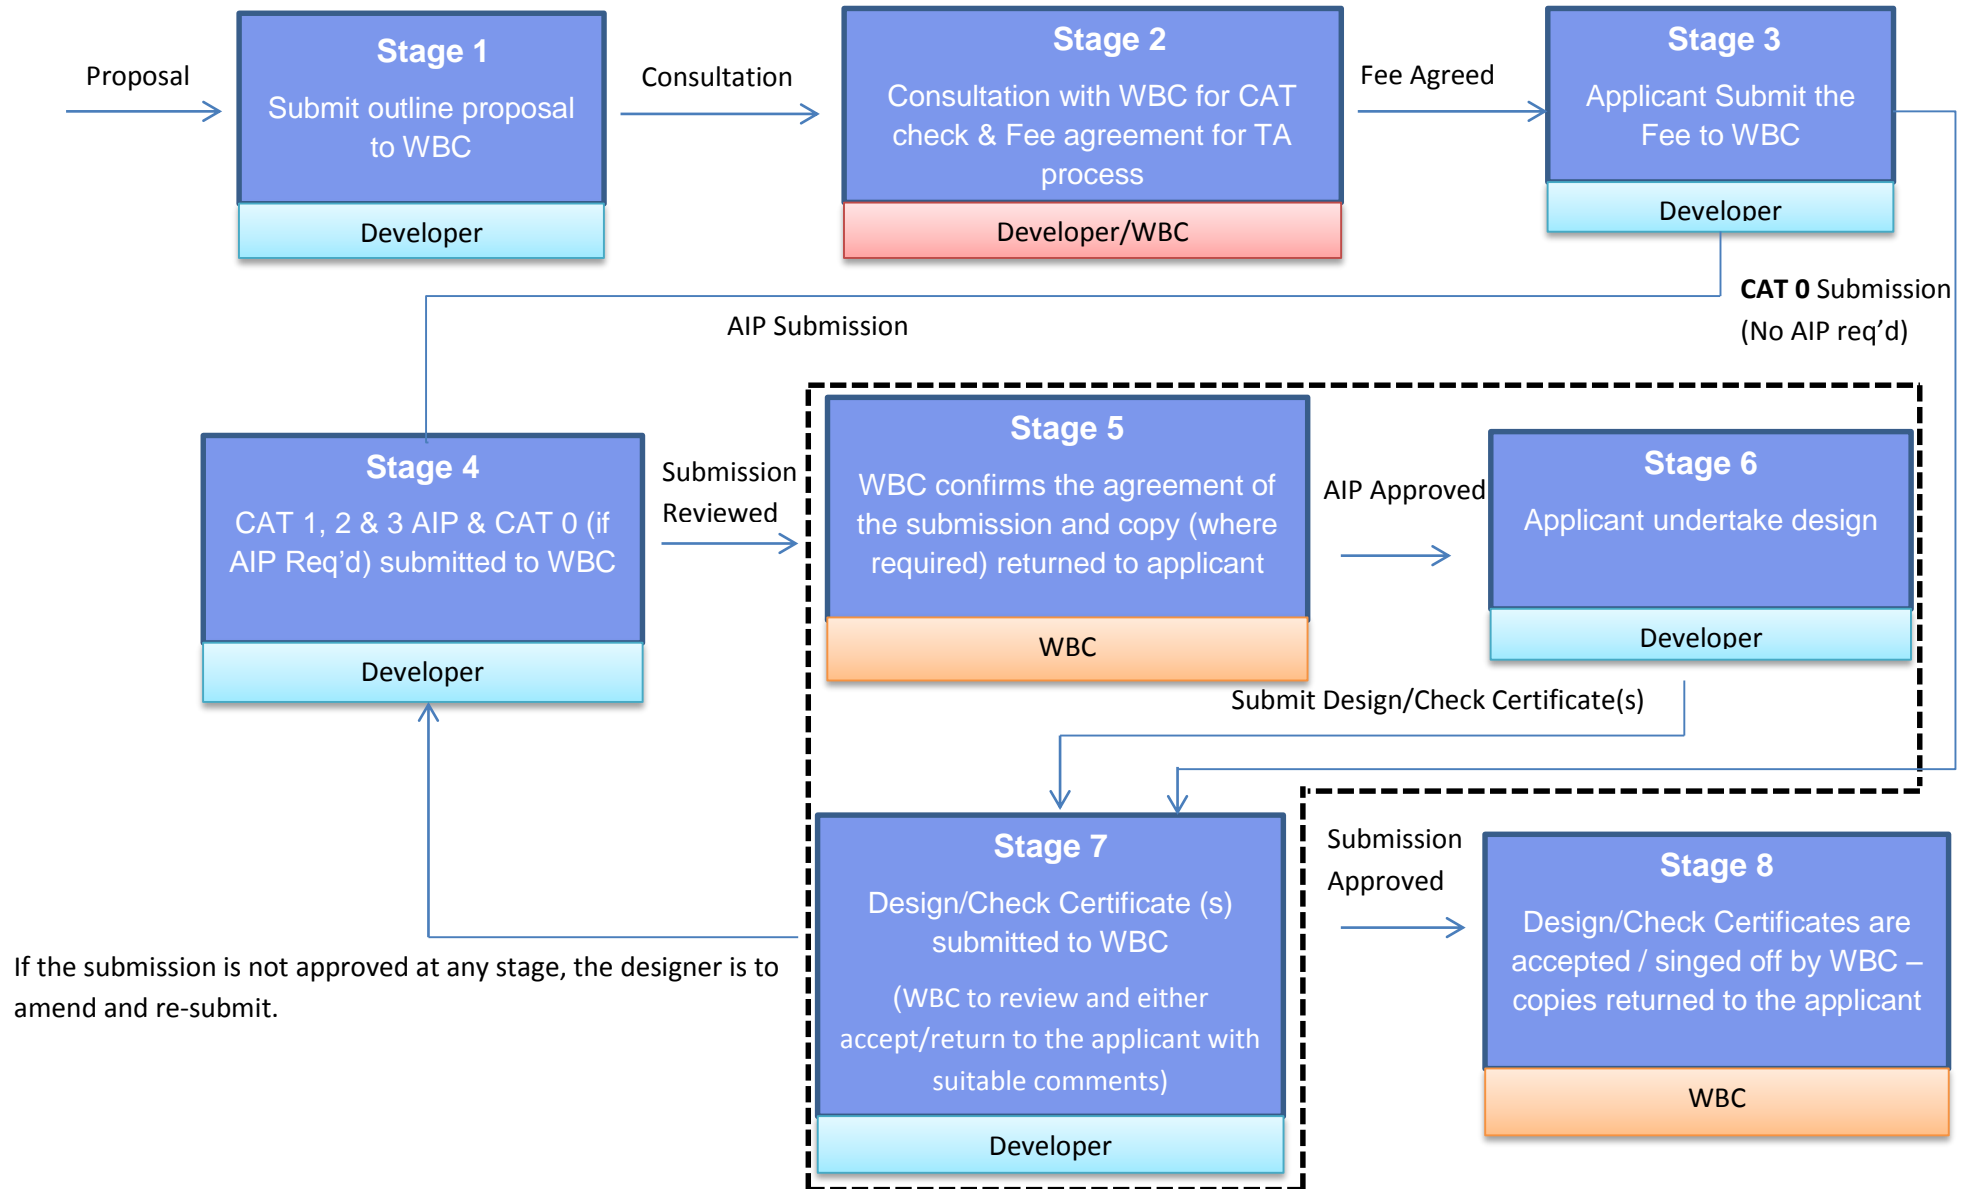 Proposal
Stage 1
Submit outline proposal
to WBC
Developer
Consultation
Stage 2
Consultation with WBC for CAT
check & Fee agreement for TA
process
Developer/WBC
Fee Agreed
Stage 3
Applicant Submit the
Fee to WBC
Developer
CAT 0 Submission
(No AIP req’d)
AIP Submission
Stage 4
CAT 1, 2 & 3 AIP & CAT 0 (if
AIP Req’d) submitted to WBC
Developer
Submission
Reviewed
Stage 5
WBC confirms the agreement of
the submission and copy (where
required) returned to applicant
WBC
AIP Approved
Stage 6
Applicant undertake design
Developer
Submit Design/Check Certificate(s)
Stage 7
Design/Check Certificate (s)
submitted to WBC
(WBC to review and either
accept/return to the applicant with
suitable comments)
Developer
Submission
Approved
Stage 8
Design/Check Certificates are
accepted / singed off by WBC –
copies returned to the applicant
WBC
If the submission is not approved at any stage, the designer is to
amend and re-submit.